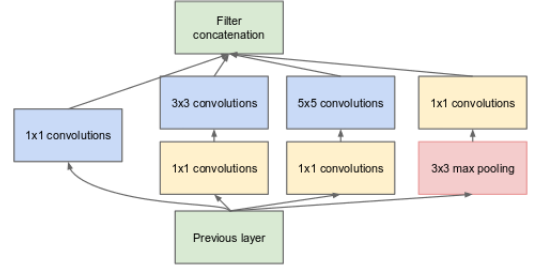 Filter
concatenation
3x3 convolutions
5x5 convolutions
1x1 convolutions
1x1 convolutions
1x1 convolutions
1x1 convolutions
3x3 max pooling
Previous layer